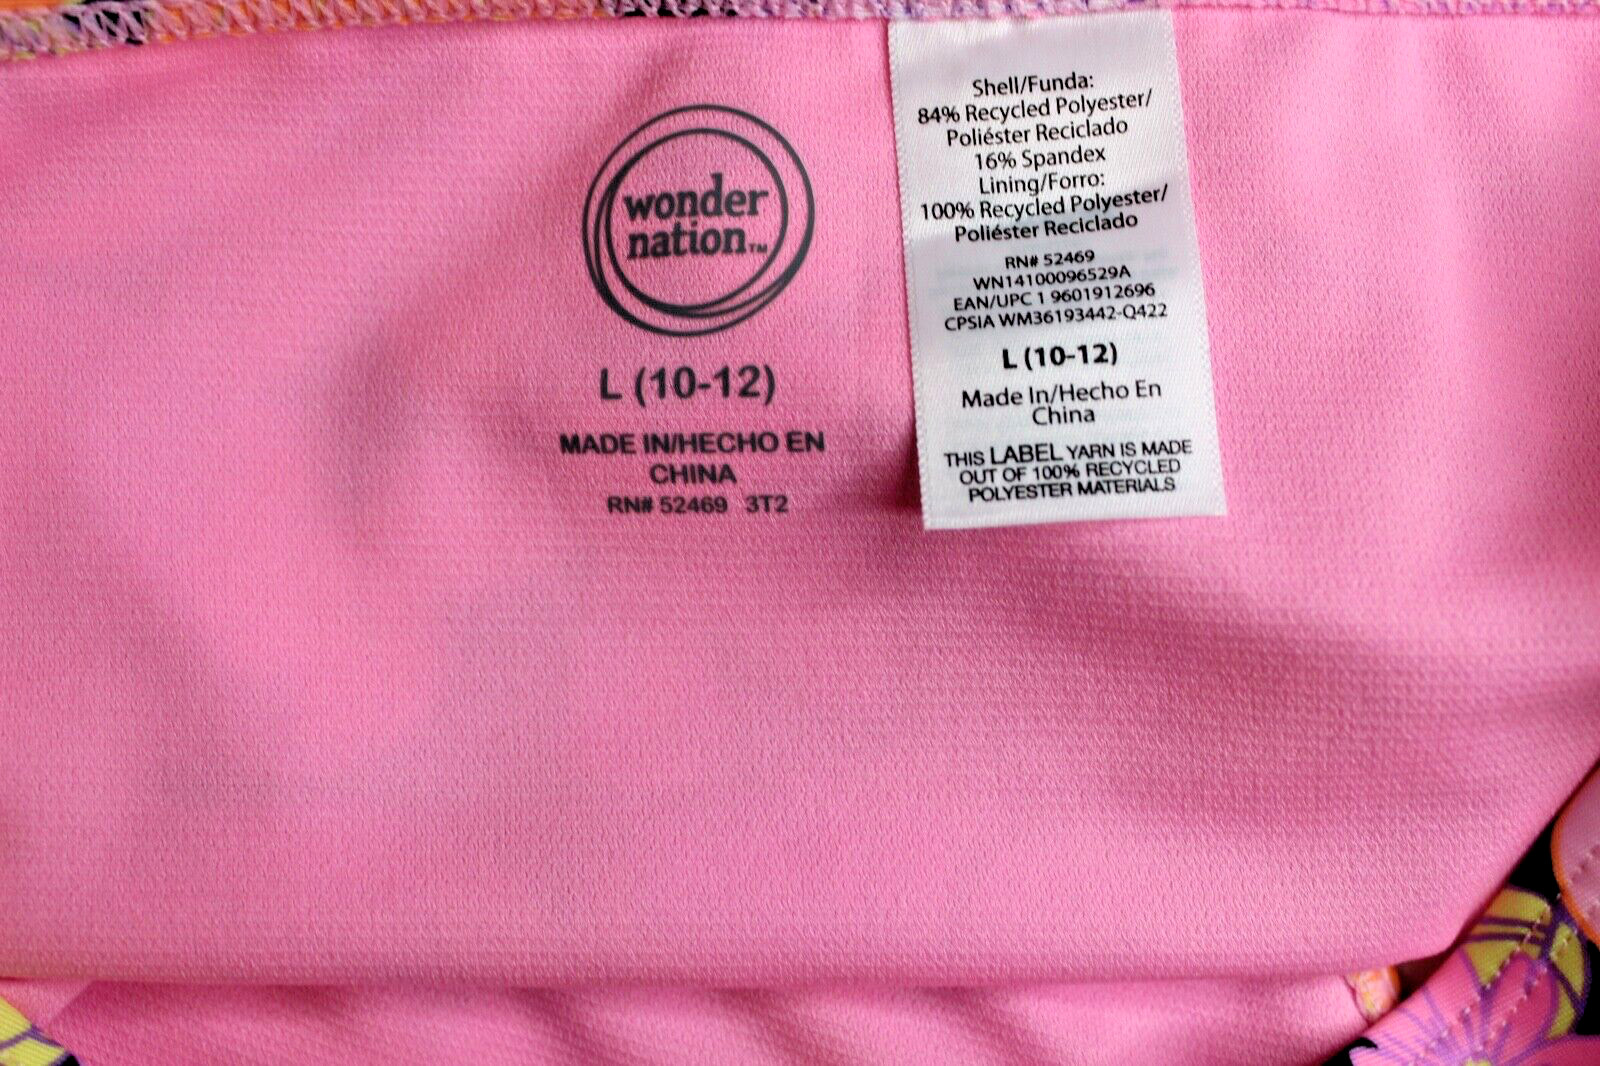 wonder
nation™
L (10-12)
MADE IN/HECHO EN
CHINA
RN# 52469 3T2
Shell/Funda:
84% Recycled Polyester/
Poliéster Reciclado
16% Spandex
Lining/Forro:
100% Recycled Polyester/
Poliéster Reciclado
RN# 52469
WN14100096529A
EAN/UPC 1 9601912696
CPSIA WM36193442-Q422
L (10-12)
Made In/Hecho En
China
THIS LABEL YARN IS MADE
OUT OF 100% RECYCLED
POLYESTER MATERIALS